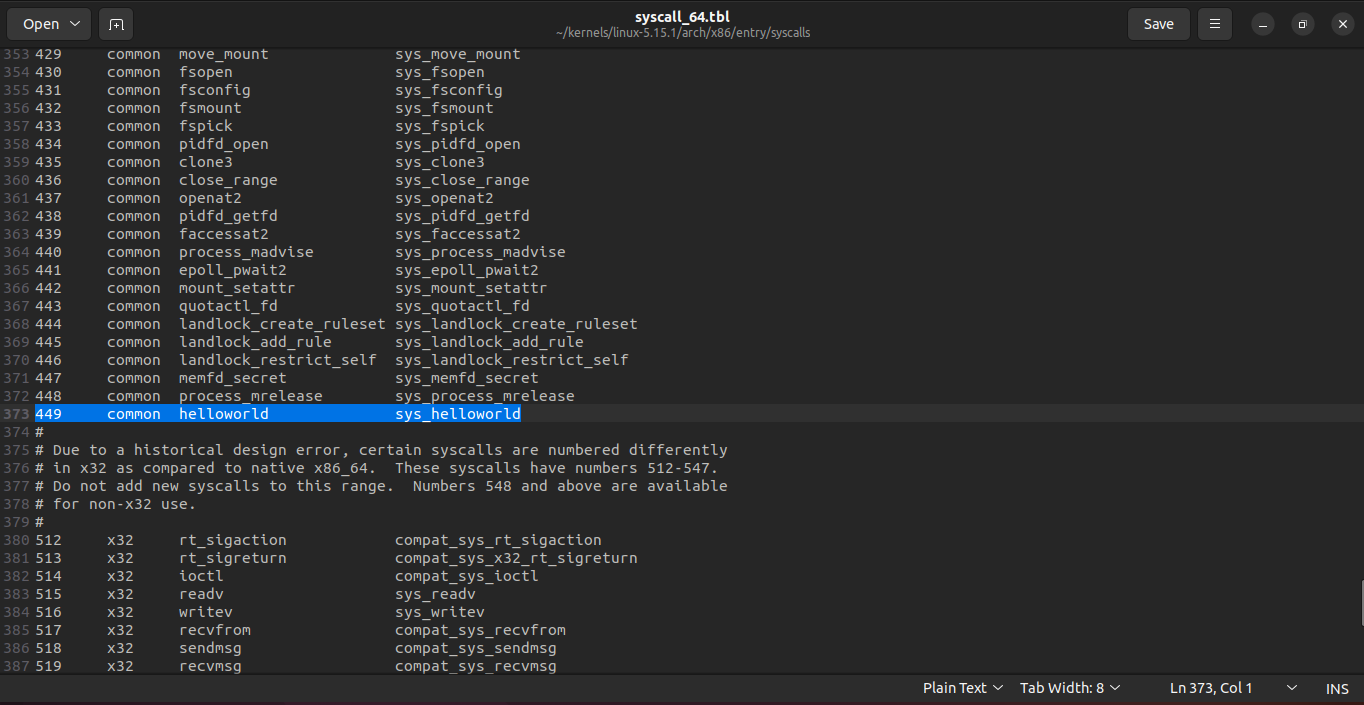 Open
syscall_64.tbl
~/kernels/linux-5.15.1/arch/x86/entry/syscalls
Save
353 429 common move_mount sys_move_mount
354 430 common fsopen sys_fsopen
355 431 common fsconfig sys_fsconfig
356 432 common fsmount sys_fsmount
357 433 common fspick sys_fspick
358 434 common pidfd_open sys_pidfd_open
359 435 common clone3 sys_clone3
360 436 common close_range sys_close_range
361 437 common openat2 sys_openat2
362 438 common pidfd_getfd sys_pidfd_getfd
363 439 common faccessat2 sys_faccessat2
364 440 common process_madvise sys_process_madvise
365 441 common epoll_pwait2 sys_epoll_pwait2
366 442 common mount_setattr sys_mount_setattr
367 443 common quotactl_fd sys_quotactl_fd
368 444 common landlock_create_ruleset sys_landlock_create_ruleset
369 445 common landlock_add_rule sys_landlock_add_rule
370 446 common landlock_restrict_self sys_landlock_restrict_self
371 447 common memfd_secret sys_memfd_secret
372 448 common process_mrelease sys_process_mrelease
373 449 common helloworld sys_helloworld
374 #
375 # Due to a historical design error, certain syscalls are numbered differently
376 # in x32 as compared to native x86_64. These syscalls have numbers 512-547.
377 # Do not add new syscalls to this range. Numbers 548 and above are available
378 # for non-x32 use.
379 #
380 512 x32 rt_sigaction compat_sys_rt_sigaction
381 513 x32 rt_sigreturn compat_sys_x32_rt_sigreturn
382 514 x32 ioctl compat_sys_ioctl
383 515 x32 readv sys_readv
384 516 x32 writev sys_writev
385 517 x32 recvfrom compat_sys_recvfrom
386 518 x32 sendmsg compat_sys_sendmsg
387 519 x32 recvmsg compat_sys_recvmsg
Plain Text Tab Width: 8 Ln 373, Col 1 INS